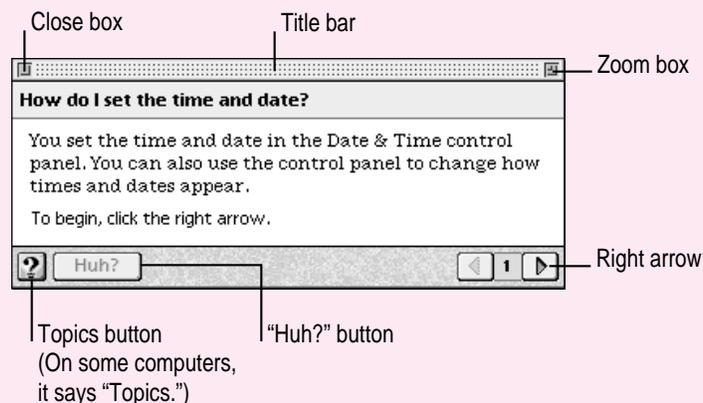 Close box
Title bar
Zoom box
How do I set the time and date?
You set the time and date in the Date & Time control
panel. You can also use the control panel to change how
times and dates appear.
To begin, click the right arrow.
?
Huh?
1
Right arrow
Topics button
(On some computers,
it says “Topics.”)
“Huh?” button